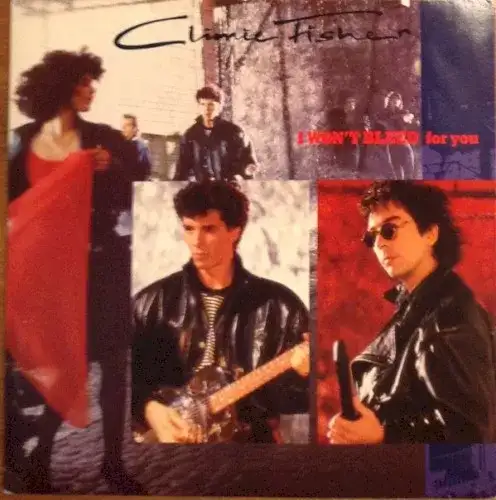 Climie Fisher
I WON'T BLEED for you